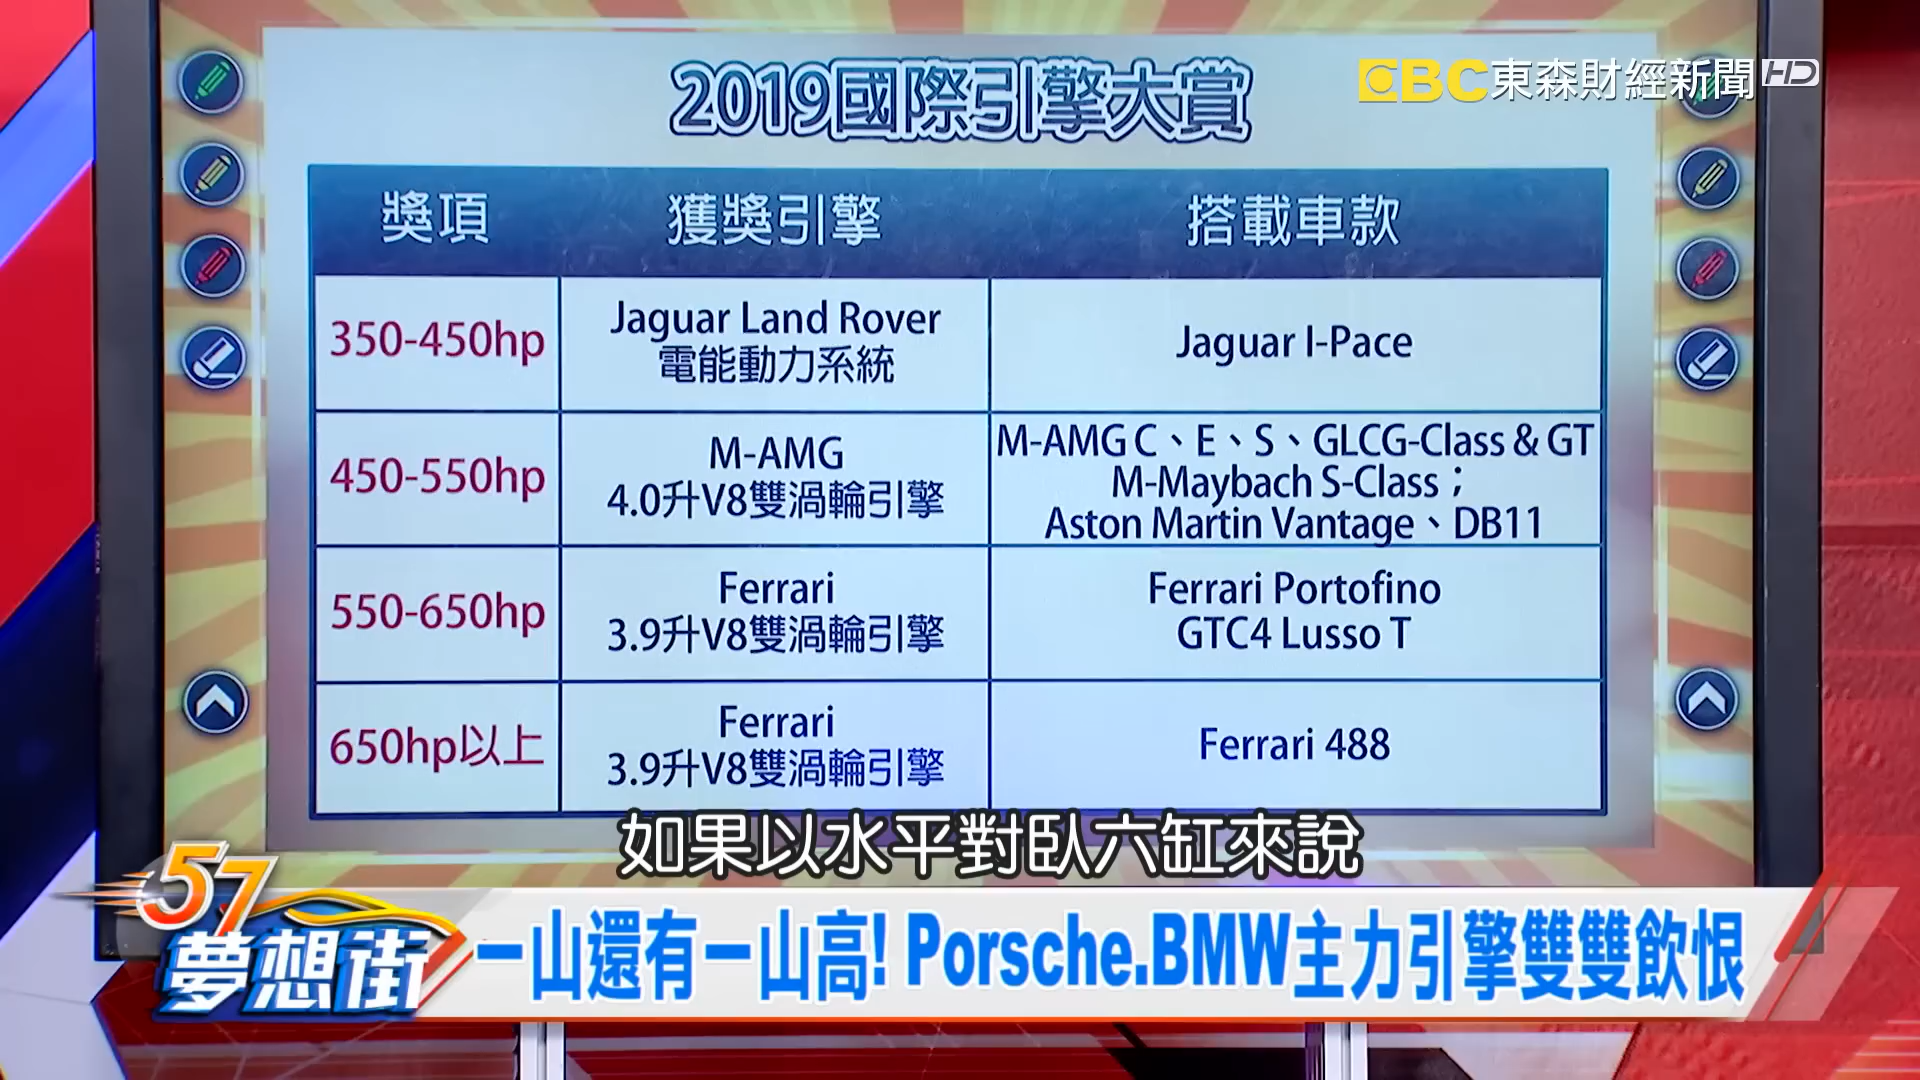 EBC東森財經新聞HD
2019國際引擎大賞
獎項 獲獎引擎 搭載車款
350-450hp
Jaguar Land Rover
電能動力系統
Jaguar I-Pace
450-550hp
M-AMG
4.0升V8雙渦輪引擎
M-AMG C、E、S、GLCG-Class & GT
M-Maybach S-Class；
Aston Martin Vantage、DB11
550-650hp
Ferrari
3.9升V8雙渦輪引擎
Ferrari Portofino
GTC4 Lusso T
650hp以上
Ferrari
3.9升V8雙渦輪引擎
Ferrari 488
如果以水平對臥六缸來說
57
夢想街
一山還有一山高! Porsche.BMW主力引擎雙雙飲恨